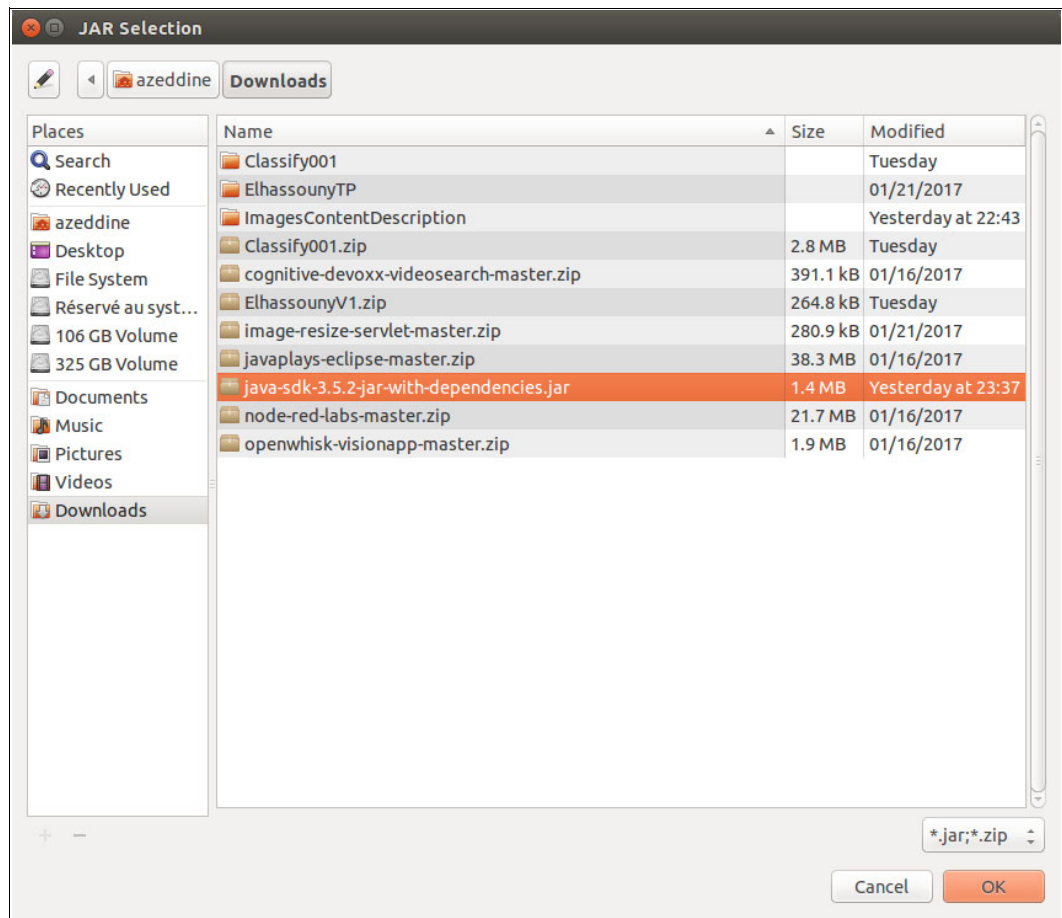 JAR Selection
azeddine Downloads
Places
Search
Recently Used
azeddine
Desktop
File System
Réservé au syst...
106 GB Volume
325 GB Volume
Documents
Music
Pictures
Videos
Downloads
Name Size Modified
Classify001 Tuesday
ElhassounyTP 01/21/2017
ImagesContentDescription Yesterday at 22:43
Classify001.zip 2.8 MB Tuesday
cognitive-devoxx-videosearch-master.zip 391.1 kB 01/16/2017
ElhassounyV1.zip 264.8 kB Tuesday
image-resize-servlet-master.zip 280.9 kB 01/21/2017
javaplays-eclipse-master.zip 38.3 MB 01/16/2017
java-sdk-3.5.2-jar-with-dependencies.jar 1.4 MB Yesterday at 23:37
node-red-labs-master.zip 21.7 MB 01/16/2017
openwhisk-visionapp-master.zip 1.9 MB 01/16/2017
*.jar;*.zip
Cancel OK